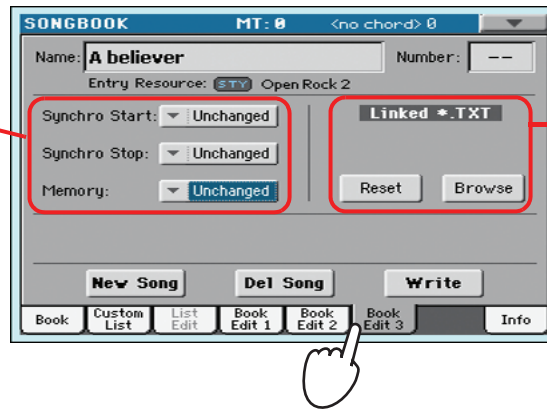 SONGBOOK MT: 0 <no chord> 0
Name: A believer Number: --
Entry Resource: STY Open Rock 2
Synchro Start: Unchanged Linked *.TXT
Synchro Stop: Unchanged
Memory: Unchanged Reset Browse
New Song Del Song Write
Book Custom List List Edit Book Edit 1 Book Edit 2 Book Edit 3 Info